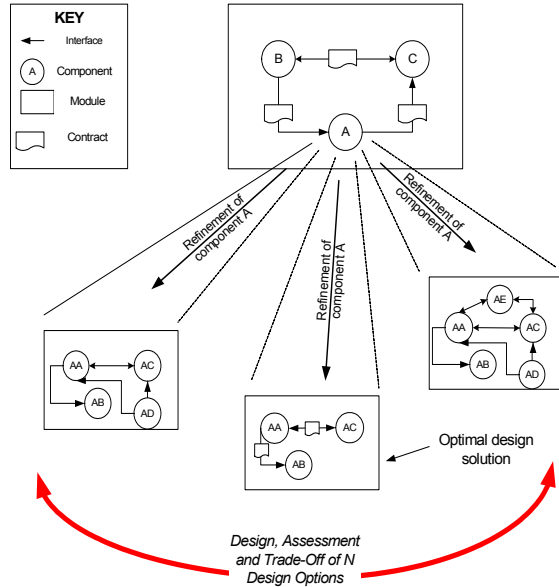 KEY
Interface
A
Component
Module
Contract
B
C
A
Refinement of
component A
Refinement of
component A
Refinement of
component A
AA
AC
AB
AD
AA
AC
AB
AE
AA
AC
AB
AD
Optimal design
solution
Design, Assessment
and Trade-Off of N
Design Options